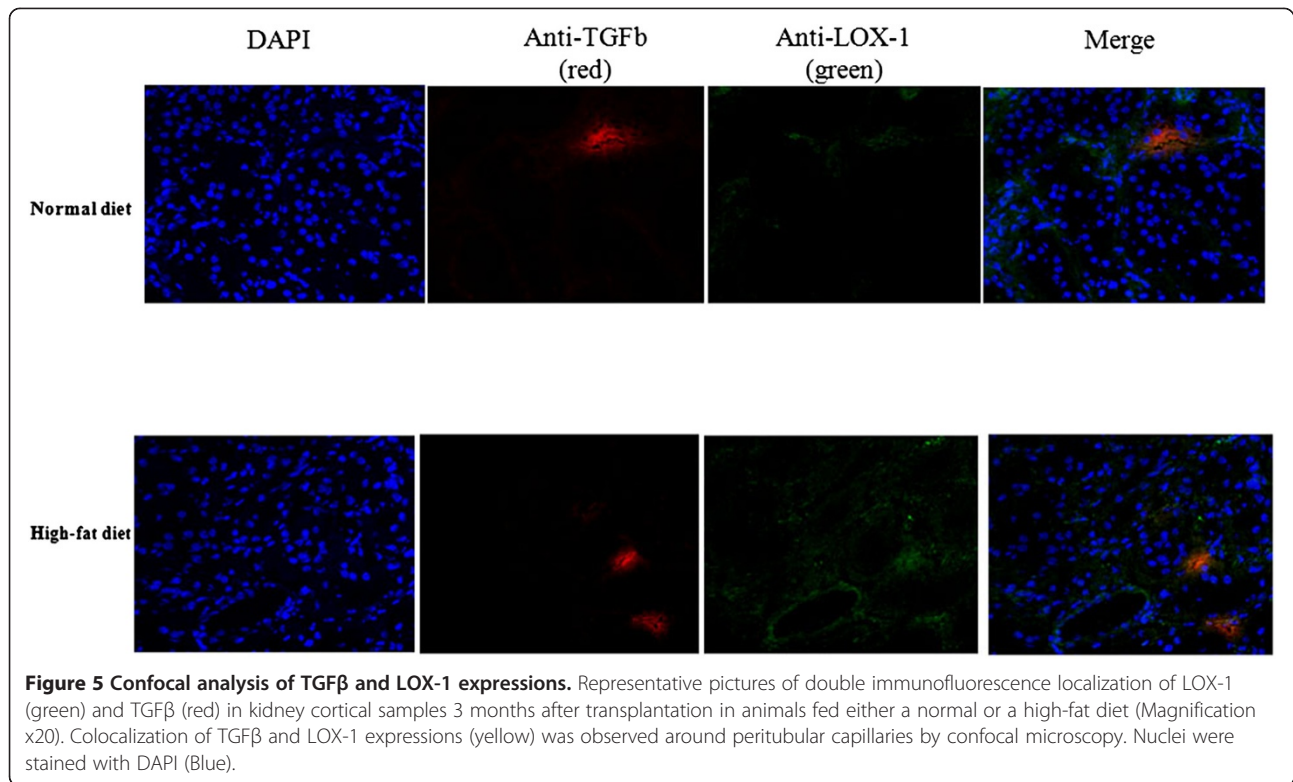 DAPI
Anti-TGFb
(red)
Anti-LOX-1
(green)
Merge
Normal diet
High-fat diet
Figure 5 Confocal analysis of TGFβ and LOX-1 expressions. Representative pictures of double immunofluorescence localization of LOX-1
(green) and TGFβ (red) in kidney cortical samples 3 months after transplantation in animals fed either a normal or a high-fat diet (Magnification
x20). Colocalization of TGFβ and LOX-1 expressions (yellow) was observed around peritubular capillaries by confocal microscopy. Nuclei were
stained with DAPI (Blue).